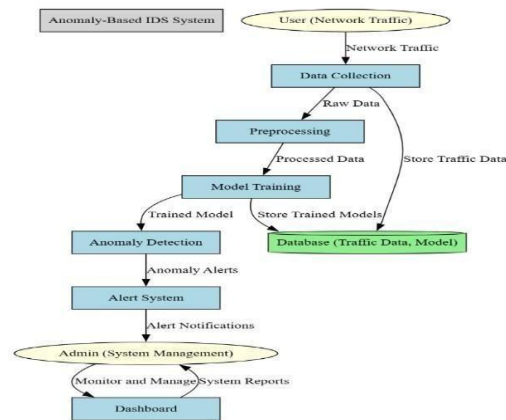 Anomaly-Based IDS System
User (Network Traffic)
Network Traffic
Data Collection
Raw Data
Preprocessing
Processed Data
Store Traffic Data
Model Training
Trained Model
Store Trained Models
Anomaly Detection
Database (Traffic Data, Model)
Anomaly Alerts
Alert System
Alert Notifications
Admin (System Management)
Monitor and Manage
System Reports
Dashboard